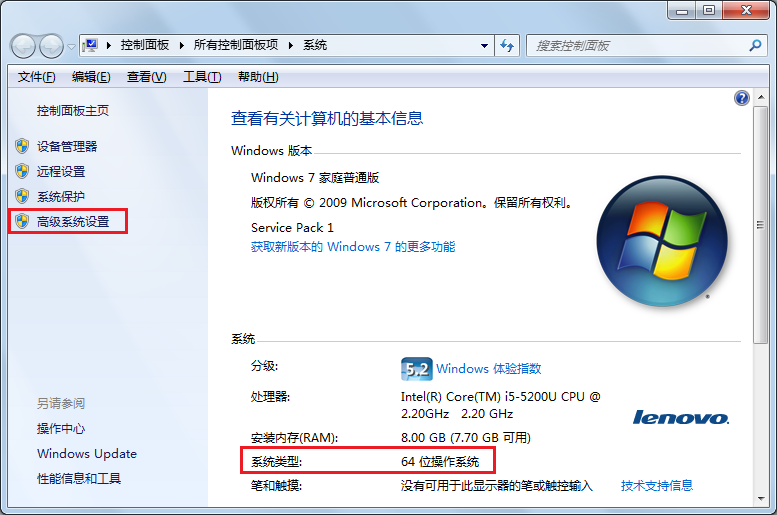 控制面板 ▸ 所有控制面板项 ▸ 系统
搜索控制面板
文件(F) 编辑(E) 查看(V) 工具(T) 帮助(H)
控制面板主页
设备管理器
远程设置
系统保护
高级系统设置
另请参阅
操作中心
Windows Update
性能信息和工具
查看有关计算机的基本信息
Windows 版本
Windows 7 家庭普通版
版权所有 © 2009 Microsoft Corporation。保留所有权利。
Service Pack 1
获取新版本的 Windows 7 的更多功能
系统
分级: 5.2 Windows 体验指数
处理器: Intel(R) Core(TM) i5-5200U CPU @
2.20GHz 2.20 GHz
lenovo.
安装内存(RAM): 8.00 GB (7.70 GB 可用)
系统类型: 64 位操作系统
笔和触摸: 没有可用于此显示器的笔或触控输入 技术支持信息